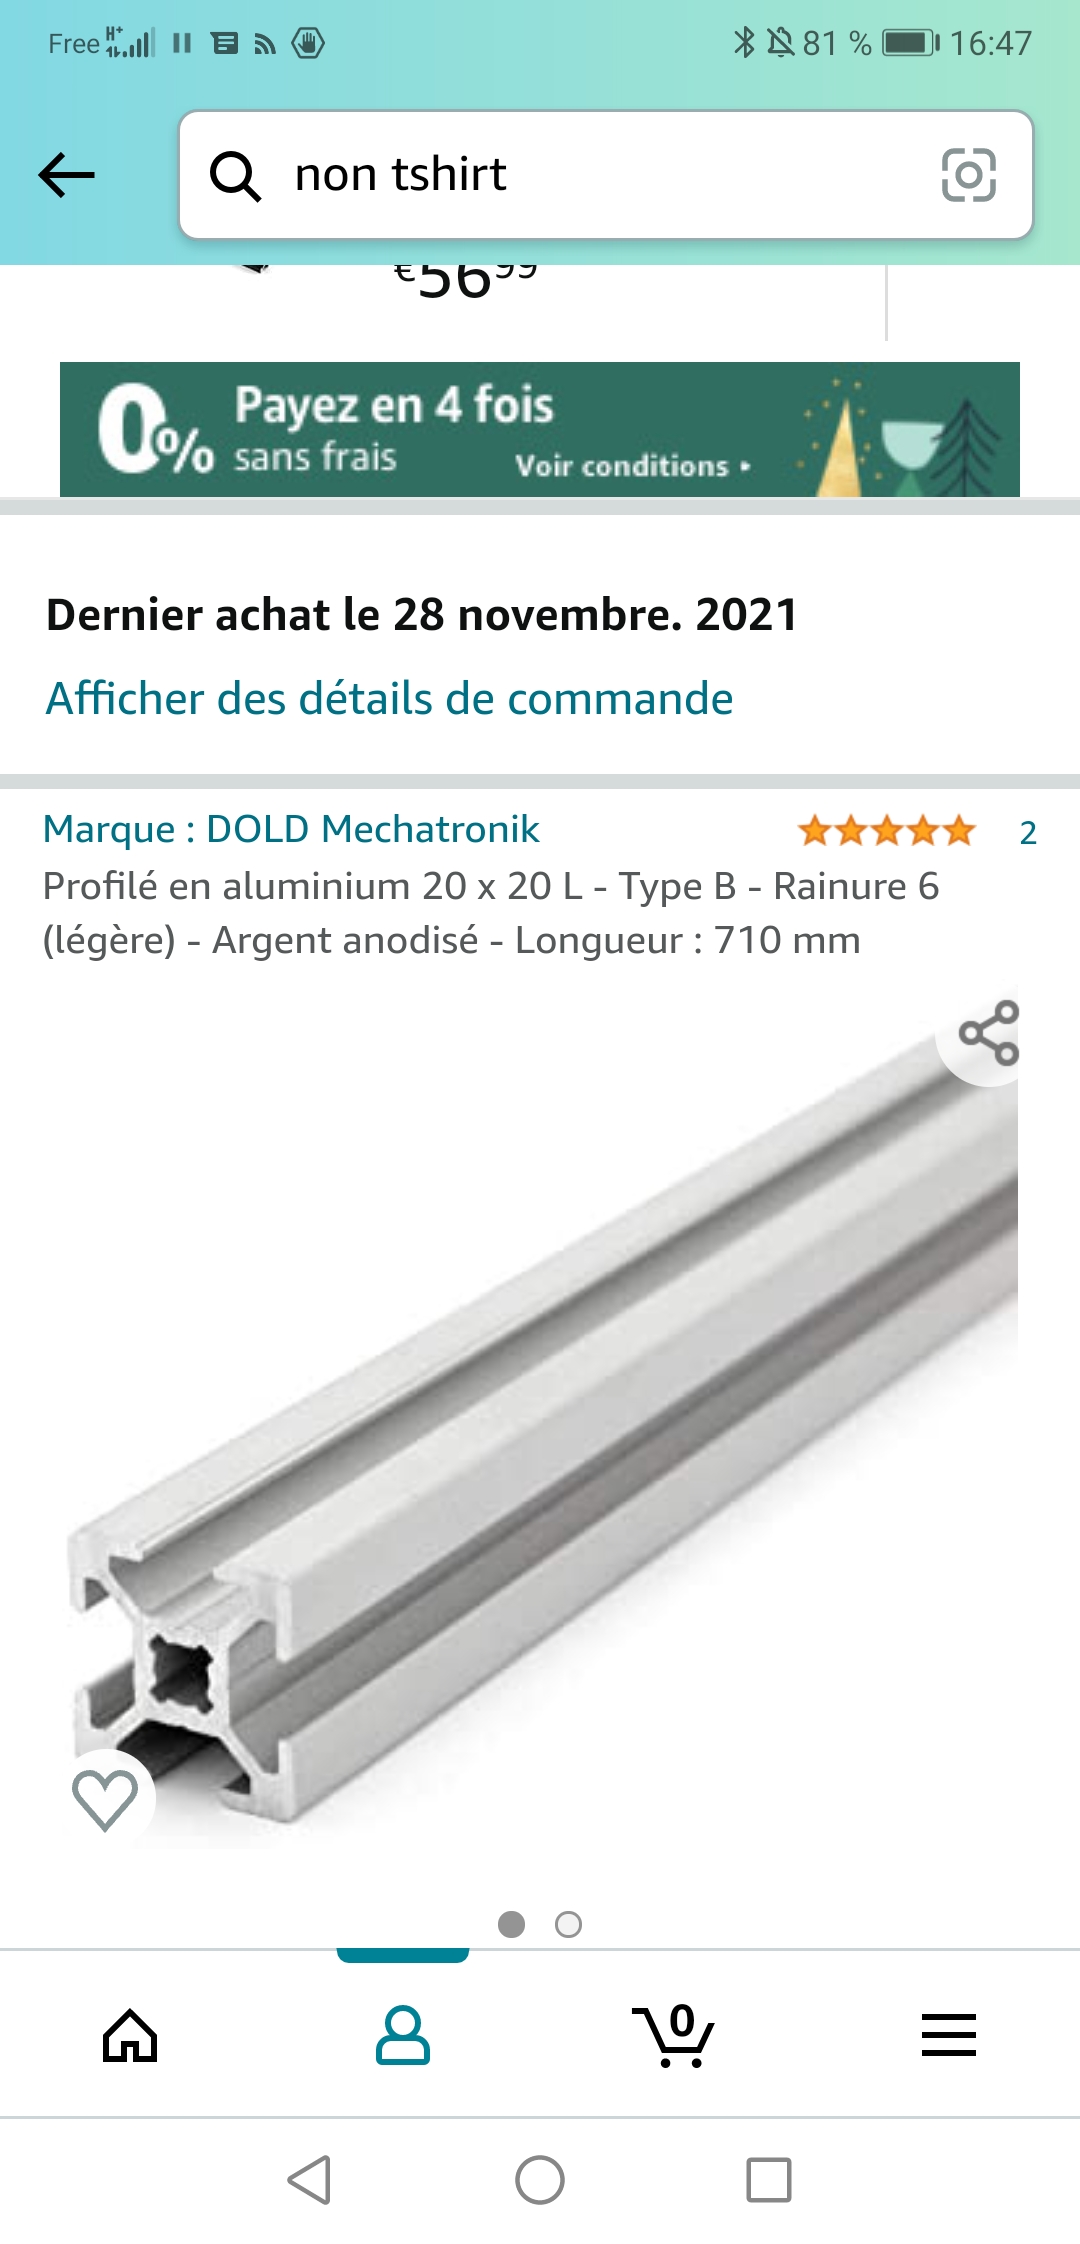 Free H+ 81 % 16:47
non tshirt
€56 99
0% Payez en 4 fois
sans frais Voir conditions
Dernier achat le 28 novembre. 2021
Afficher des détails de commande
Marque : DOLD Mechatronik 2
Profilé en aluminium 20 x 20 L - Type B - Rainure 6
(légère) - Argent anodisé - Longueur : 710 mm
0